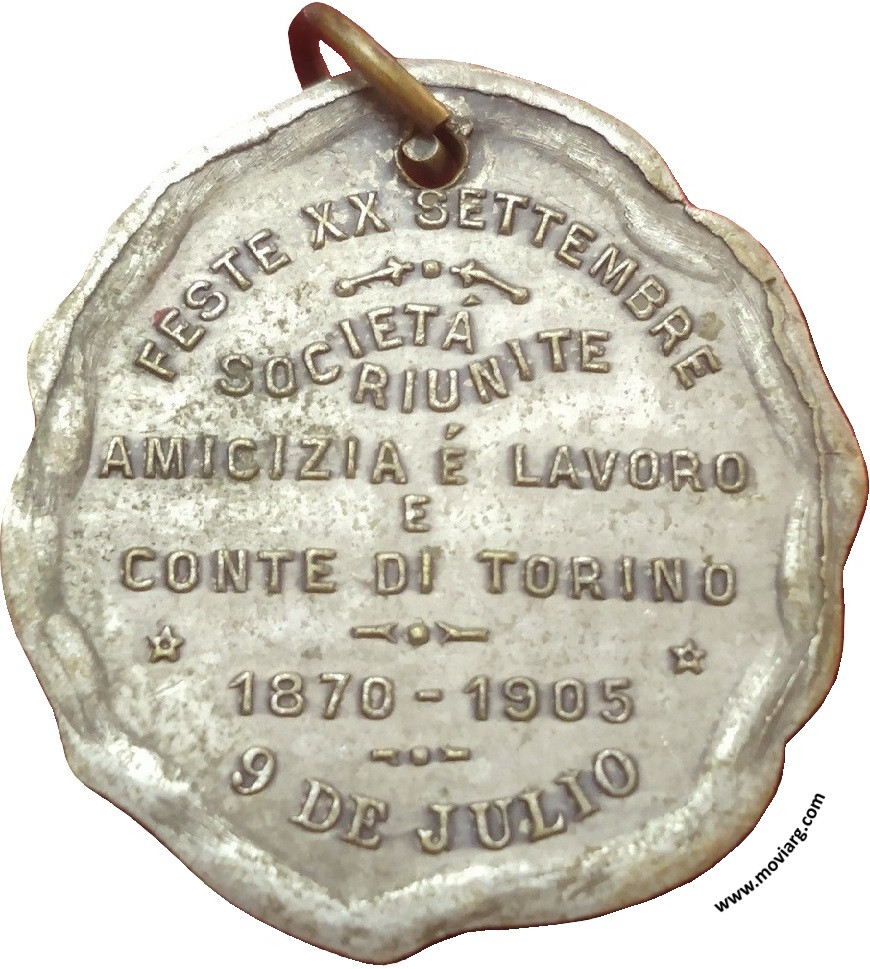 FESTE XX SETTEMBRE
SOCIETÁ
RIUNITE
AMICIZIA É LAVORO
E
CONTE DI TORINO
1870 - 1905
9 DE JULIO
www.moviarg.com